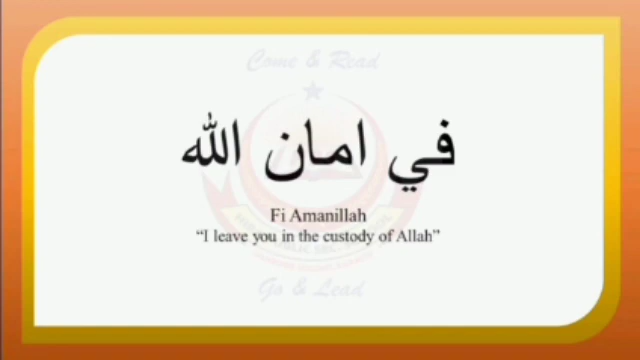 Come & Read
في امان الله
Fi Amanillah
“I leave you in the custody of Allah”
Go & Lead